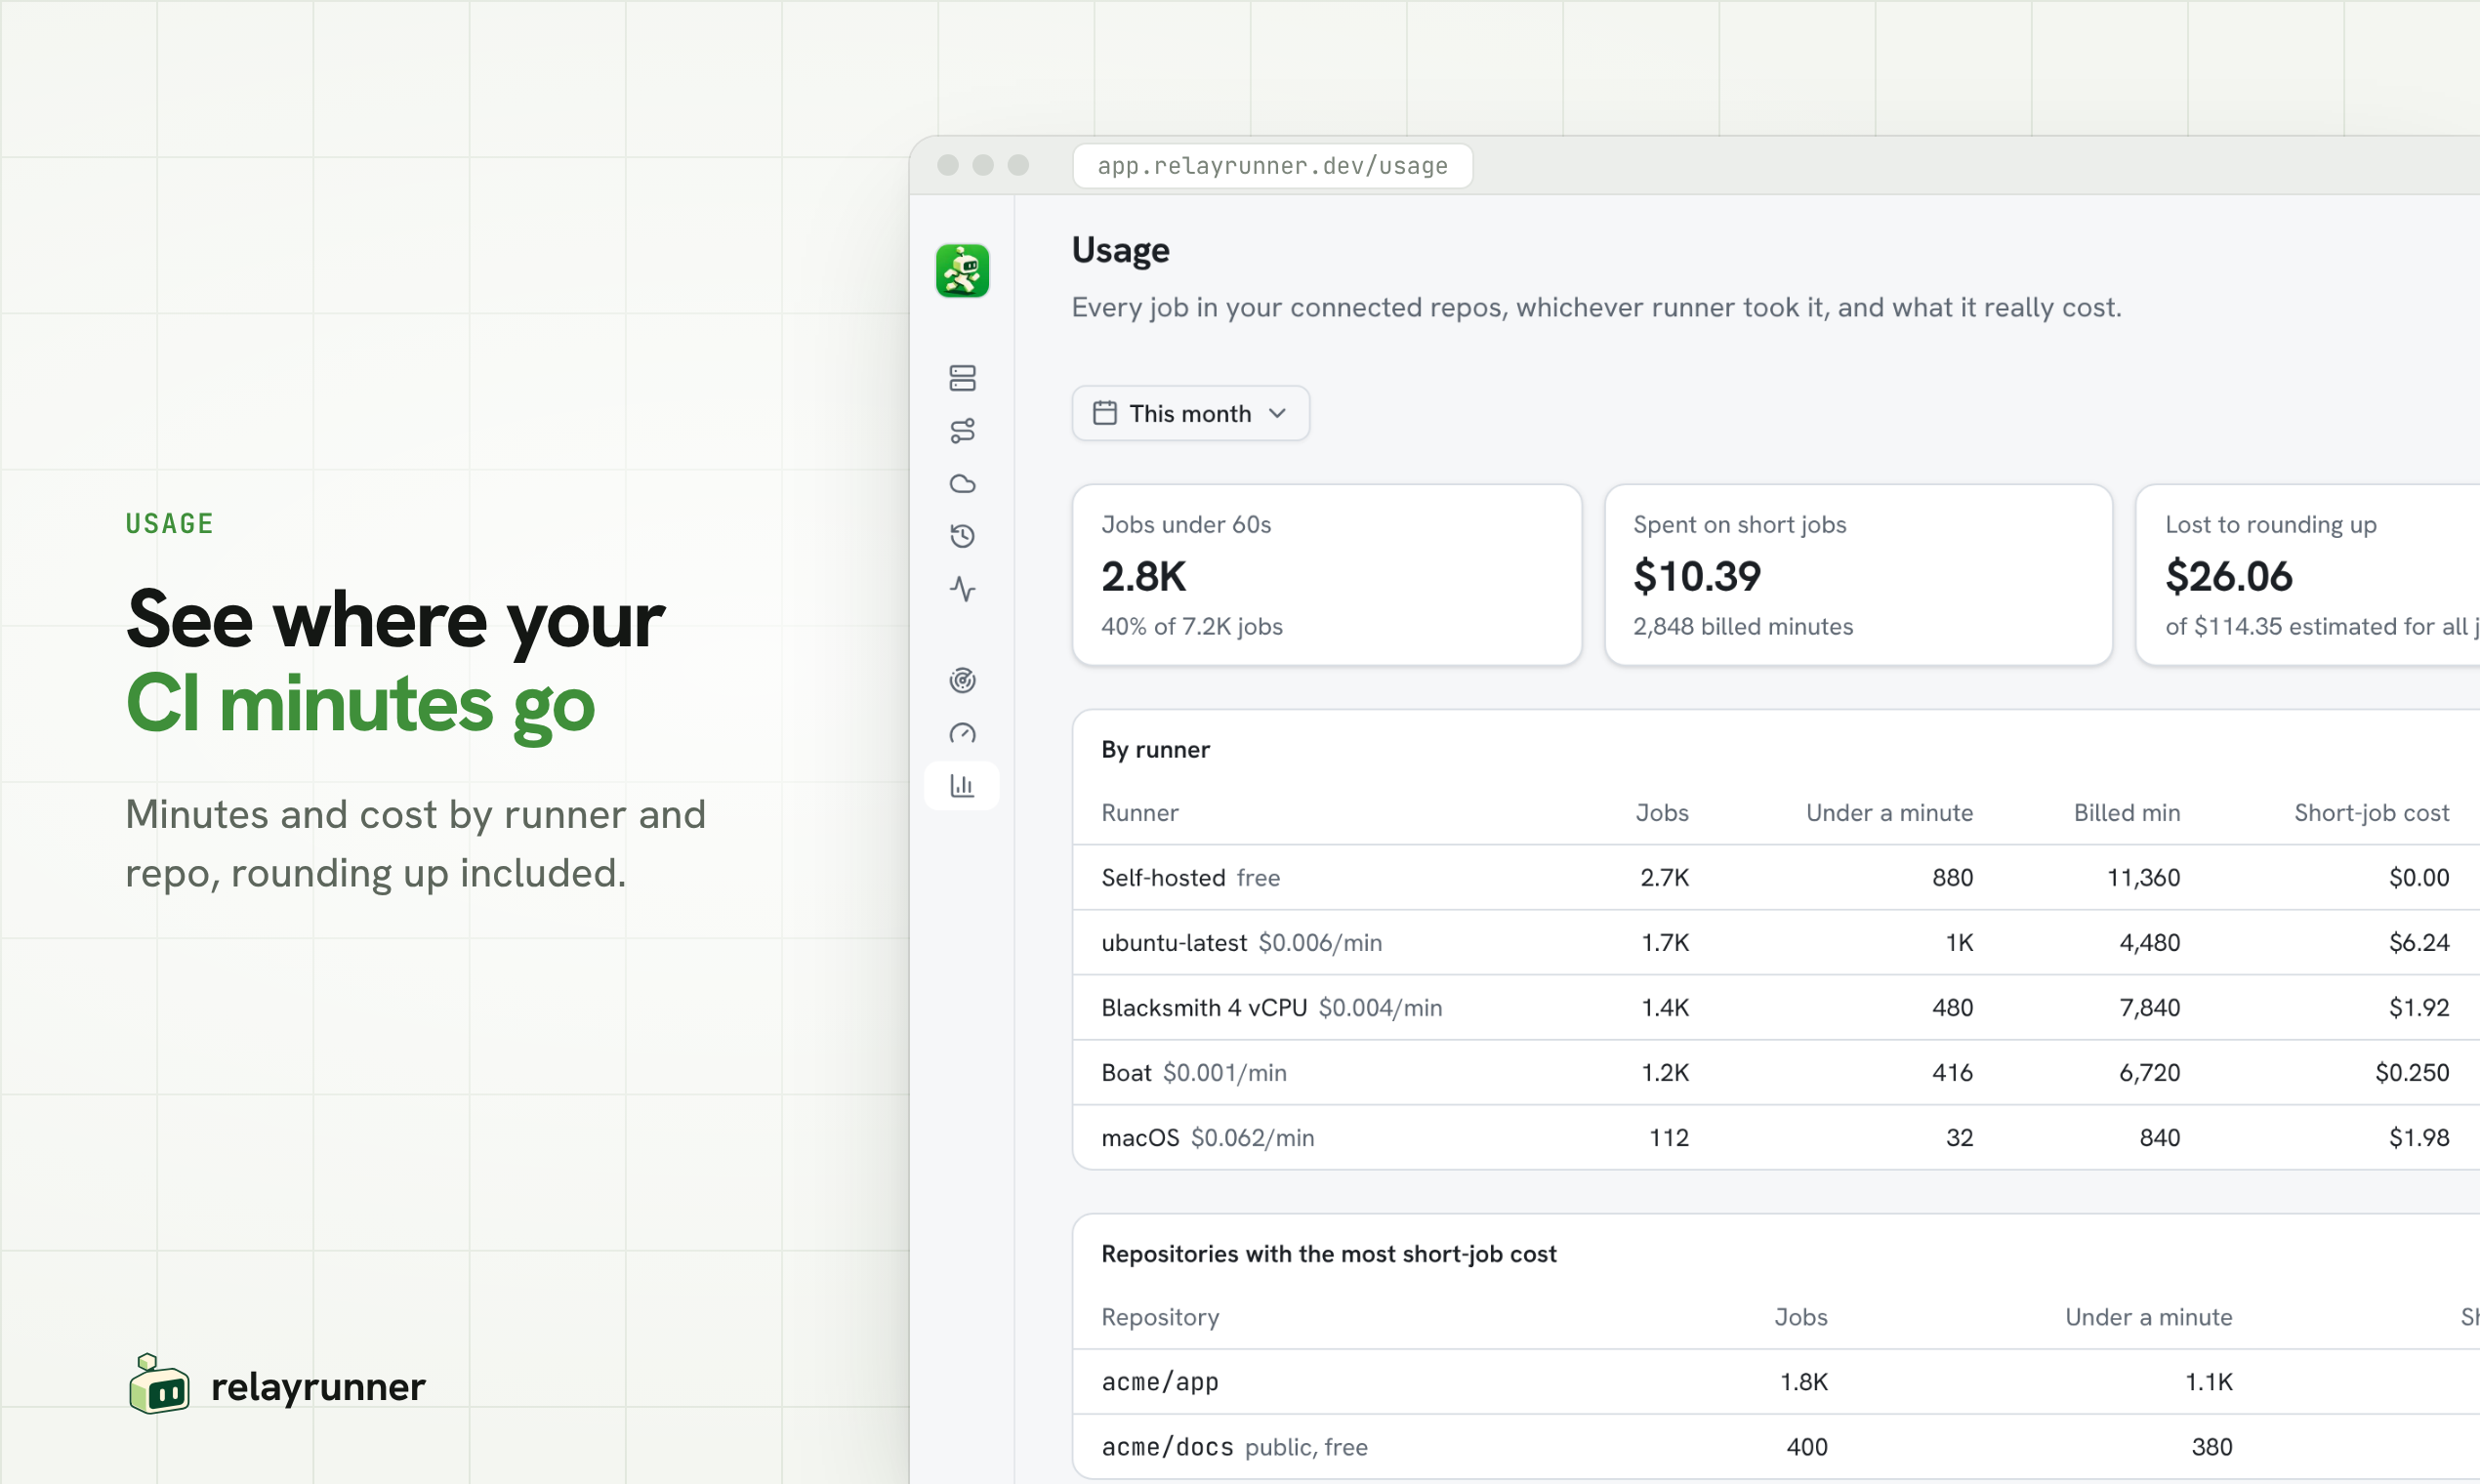 USAGE
See where your
CI minutes go
Minutes and cost by runner and
repo, rounding up included.
relayrunner
app.relayrunner.dev/usage
Usage
Every job in your connected repos, whichever runner took it, and what it really cost.
This month
Jobs under 60s
2.8K
40% of 7.2K jobs
Spent on short jobs
$10.39
2,848 billed minutes
Lost to rounding up
$26.06
of $114.35 estimated for all j
By runner
Runner Jobs Under a minute Billed min Short-job cost
Self-hosted free 2.7K 880 11,360 $0.00
ubuntu-latest $0.006/min 1.7K 1K 4,480 $6.24
Blacksmith 4 vCPU $0.004/min 1.4K 480 7,840 $1.92
Boat $0.001/min 1.2K 416 6,720 $0.250
macOS $0.062/min 112 32 840 $1.98
Repositories with the most short-job cost
Repository Jobs Under a minute Sh
acme/app 1.8K 1.1K
acme/docs public, free 400 380